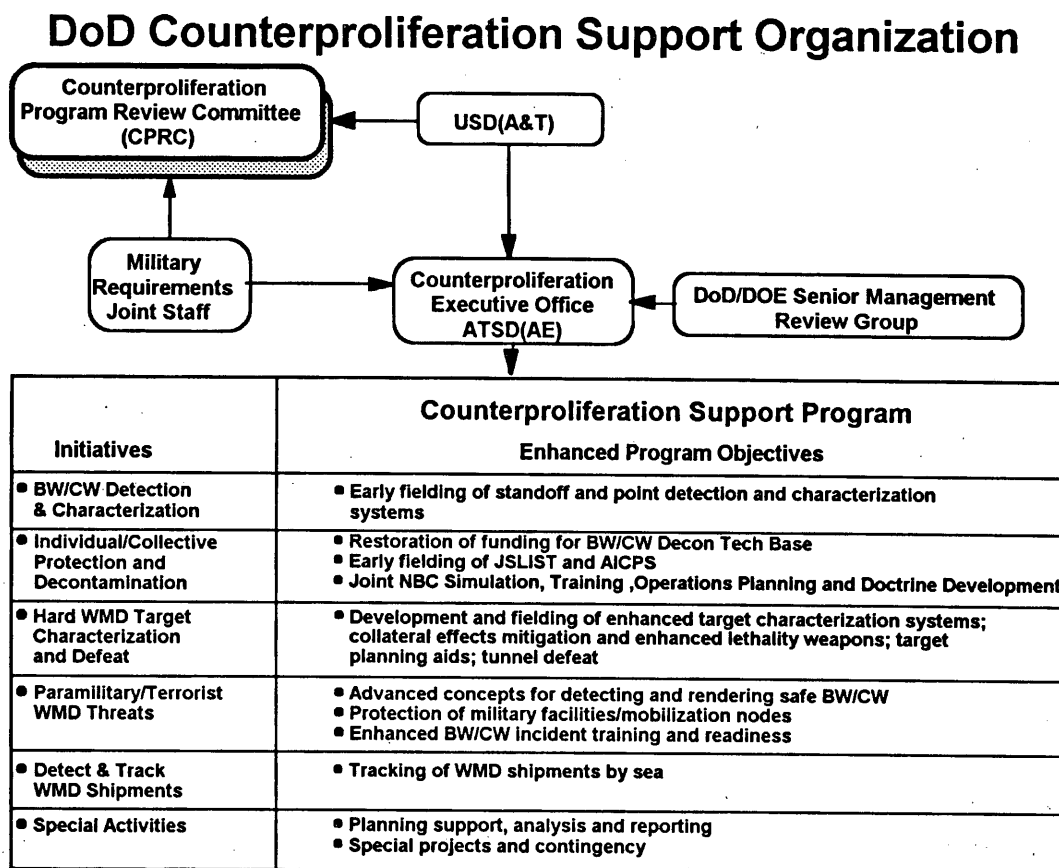 DoD Counterproliferation Support Organization
Counterproliferation
Program Review Committee
(CPRC)
USD(A&T)
Military
Requirements
Joint Staff
Counterproliferation
Executive Office
ATSD(AE)
DoD/DOE Senior Management
Review Group
Counterproliferation Support Program
Initiatives
Enhanced Program Objectives
• BW/CW Detection
& Characterization
• Early fielding of standoff and point detection and characterization
systems
• Individual/Collective
Protection and
Decontamination
• Restoration of funding for BW/CW Decon Tech Base
• Early fielding of JSLIST and AICPS
• Joint NBC Simulation, Training ,Operations Planning and Doctrine Development
• Hard WMD Target
Characterization
and Defeat
• Development and fielding of enhanced target characterization systems;
collateral effects mitigation and enhanced lethality weapons; target
planning aids; tunnel defeat
• Paramilitary/Terrorist
WMD Threats
• Advanced concepts for detecting and rendering safe BW/CW
• Protection of military facilities/mobilization nodes
• Enhanced BW/CW incident training and readiness
• Detect & Track
WMD Shipments
• Tracking of WMD shipments by sea
• Special Activities
• Planning support, analysis and reporting
• Special projects and contingency